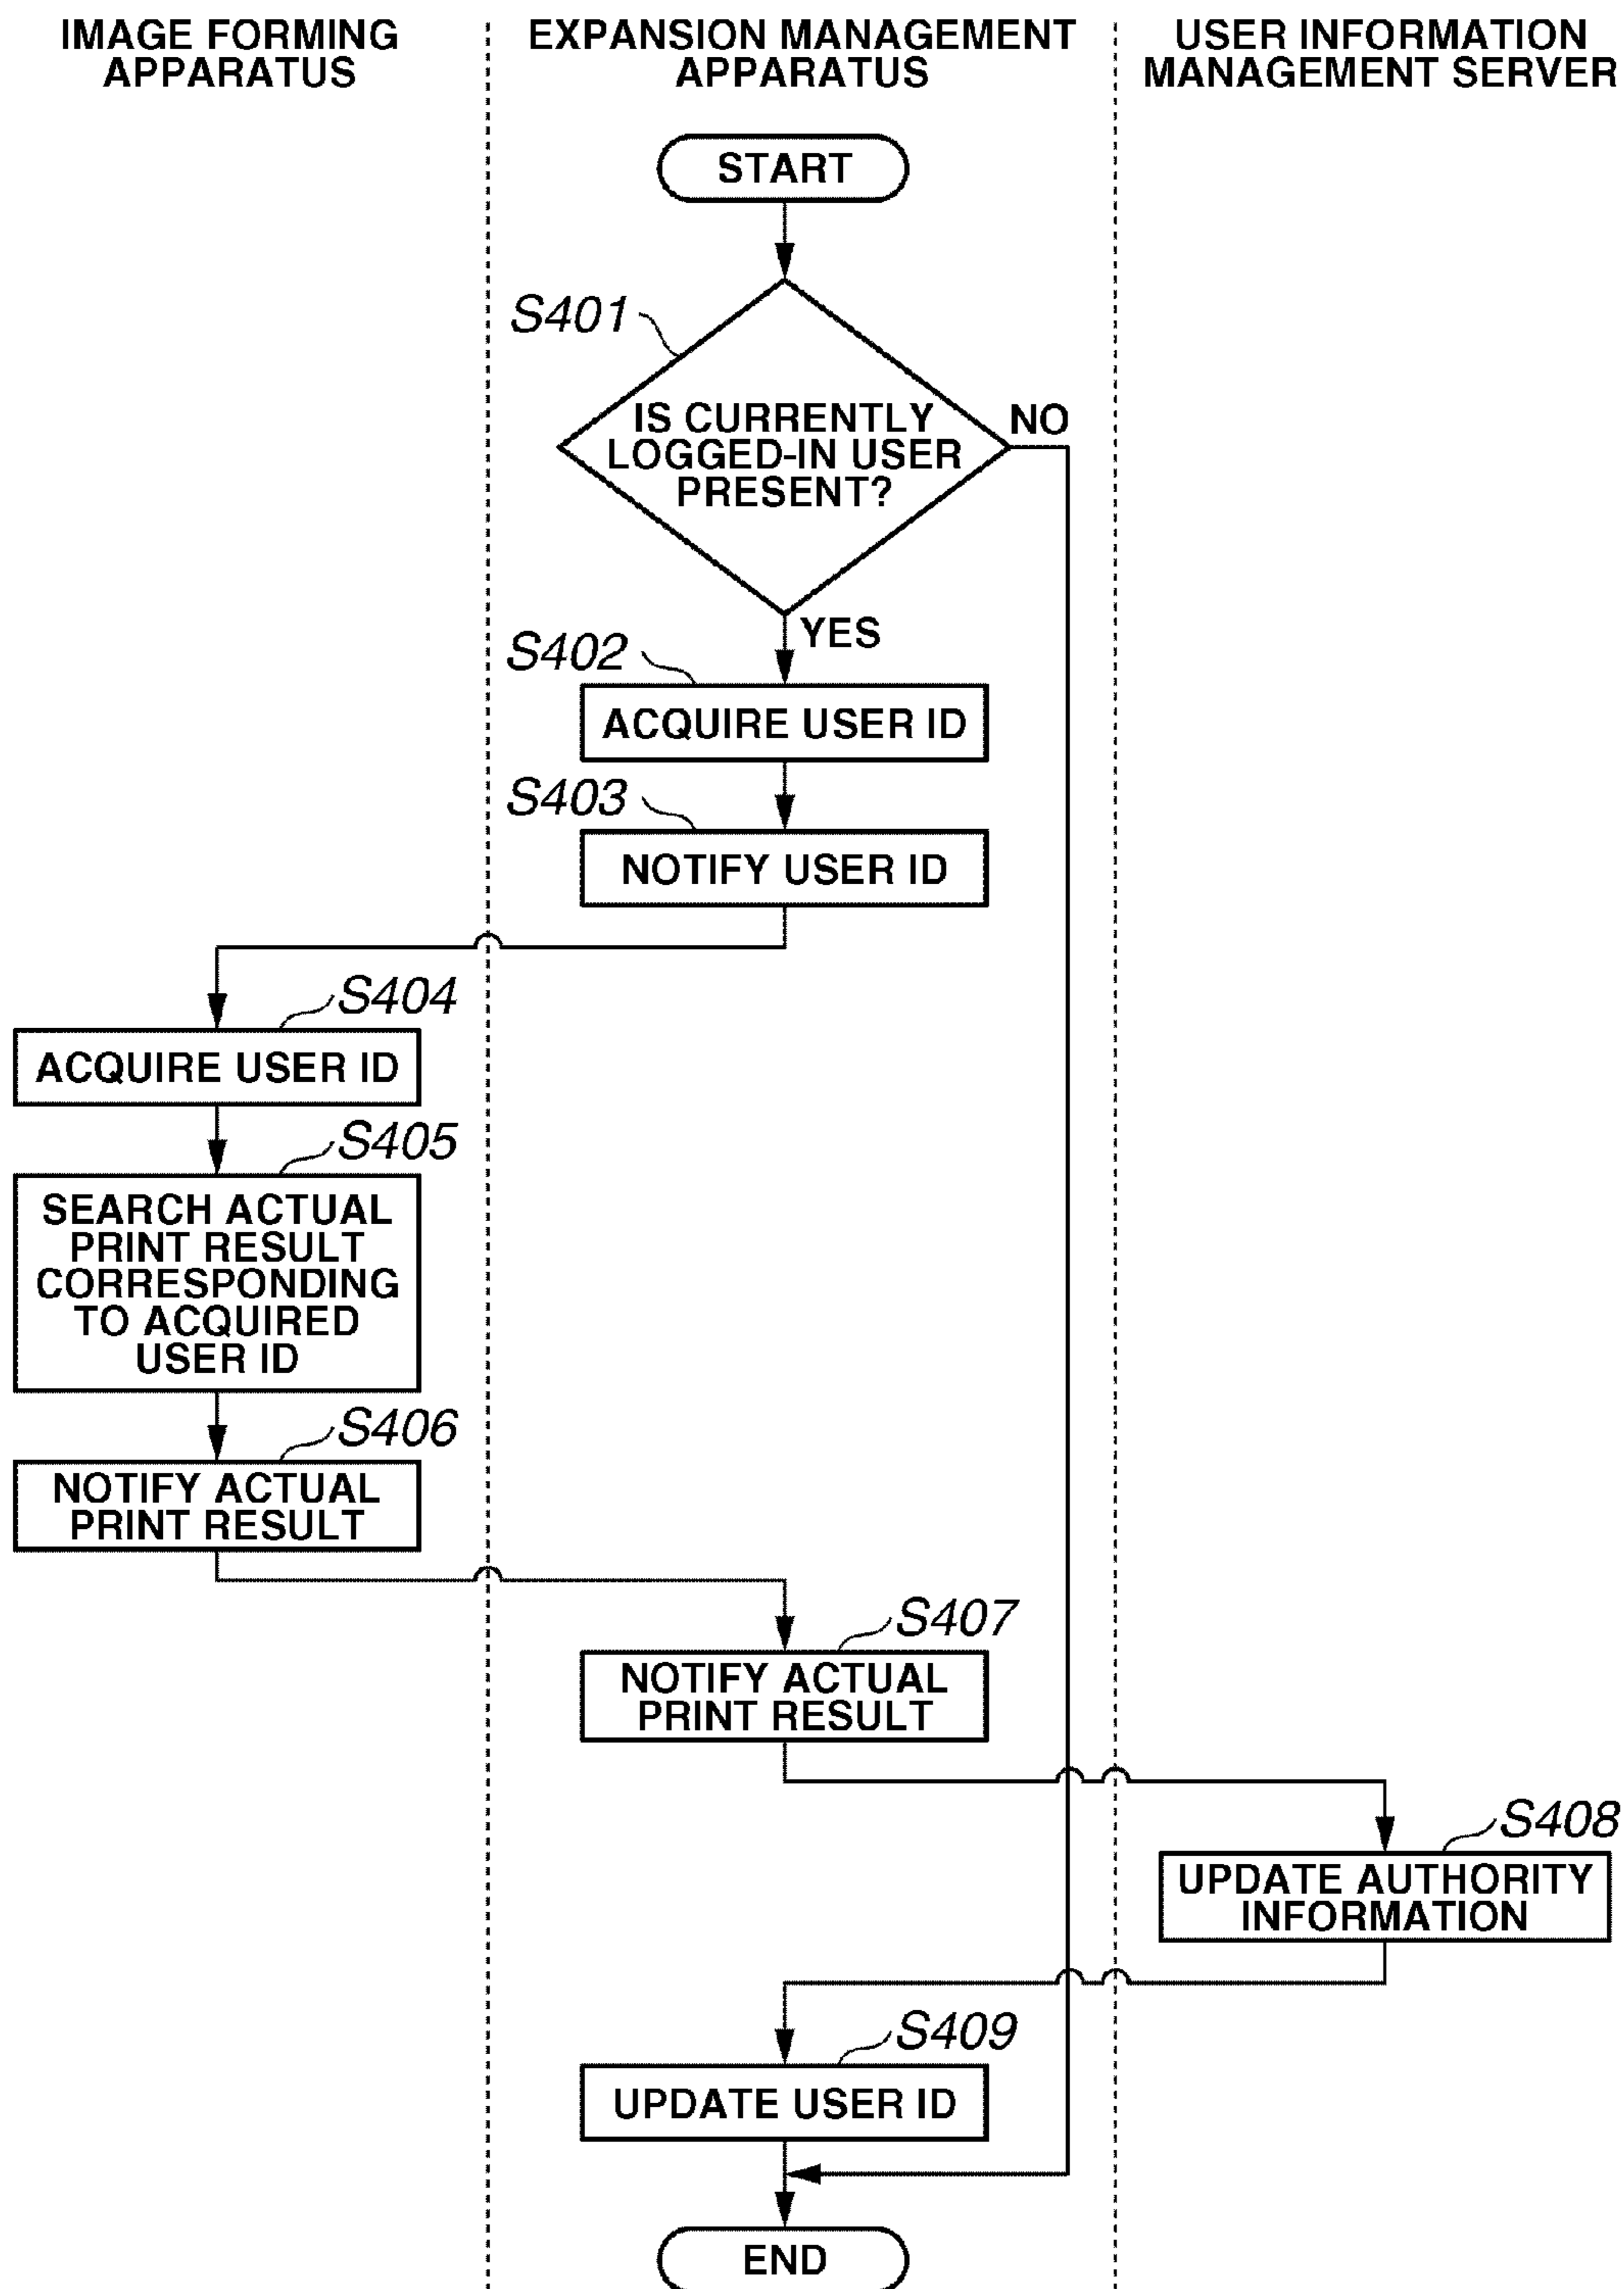 IMAGE FORMING
APPARATUS
EXPANSION MANAGEMENT
APPARATUS
USER INFORMATION
MANAGEMENT SERVER
START
S401
IS CURRENTLY
LOGGED-IN USER
PRESENT?
NO
YES
S402
ACQUIRE USER ID
S403
NOTIFY USER ID
S404
ACQUIRE USER ID
S405
SEARCH ACTUAL
PRINT RESULT
CORRESPONDING
TO ACQUIRED
USER ID
S406
NOTIFY ACTUAL
PRINT RESULT
S407
NOTIFY ACTUAL
PRINT RESULT
S408
UPDATE AUTHORITY
INFORMATION
S409
UPDATE USER ID
END